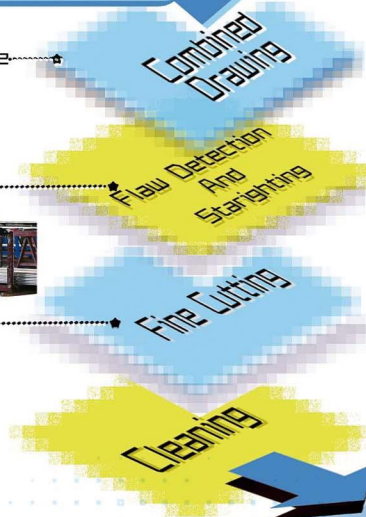 Combined
Drawing
Flaw Detection
And
Starighting
Fine Cutting
Cleaning